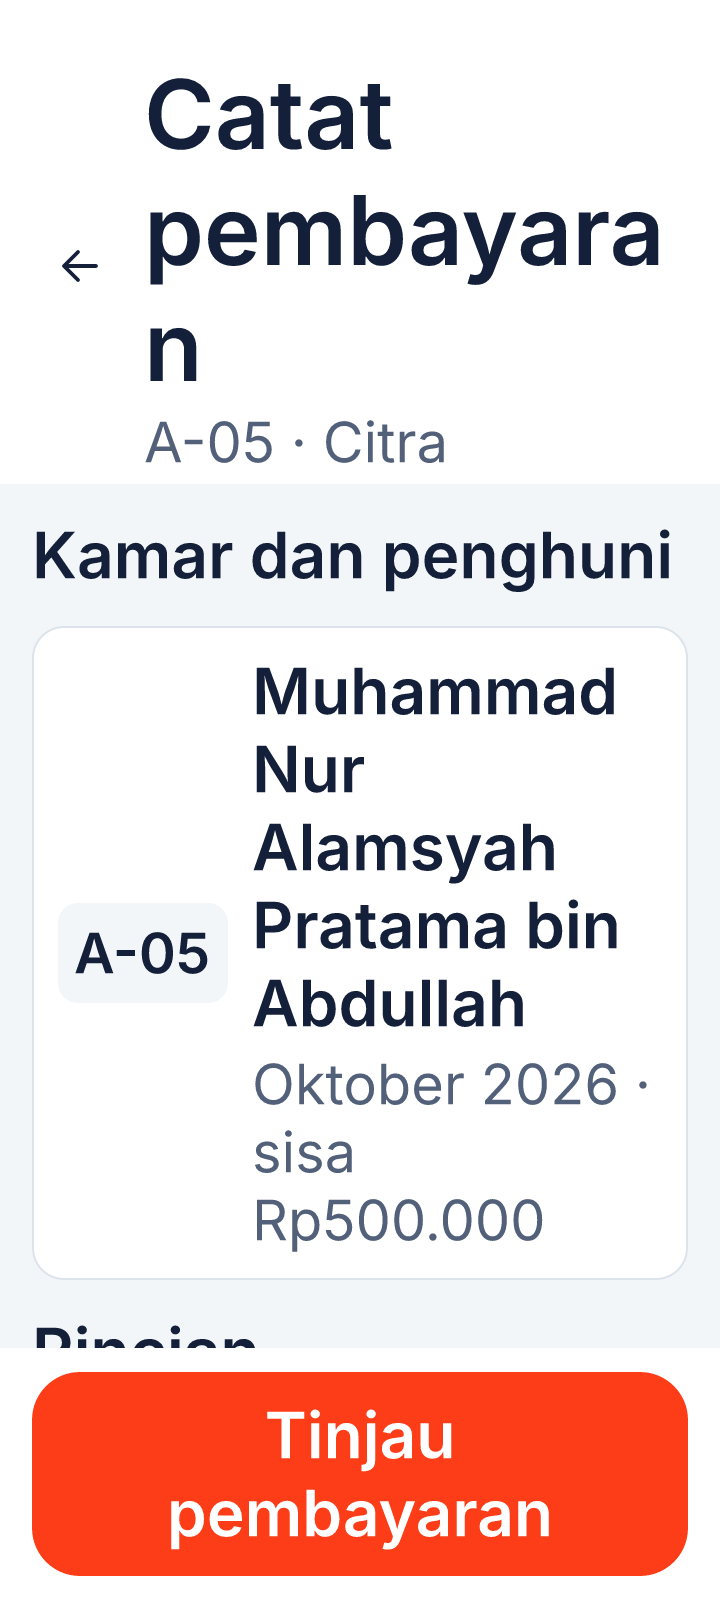 Catat
pembayara
n
A-05 · Citra
Kamar dan penghuni
A-05
Muhammad
Nur
Alamsyah
Pratama bin
Abdullah
Oktober 2026 ·
sisa
Rp500.000
Rincian
Tinjau
pembayaran